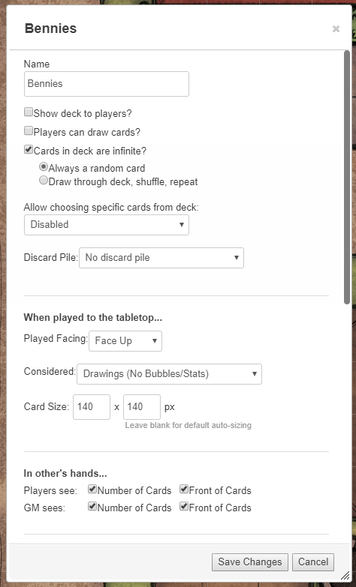 Bennies
×
Name
Bennies
Show deck to players?
Players can draw cards?
Cards in deck are infinite?
Always a random card
Draw through deck, shuffle, repeat
Allow choosing specific cards from deck:
Disabled
Discard Pile: No discard pile
When played to the tabletop...
Played Facing: Face Up
Considered: Drawings (No Bubbles/Stats)
Card Size: 140 x 140 px
Leave blank for default auto-sizing
In other's hands...
Players see: Number of Cards Front of Cards
GM sees: Number of Cards Front of Cards
Save Changes Cancel